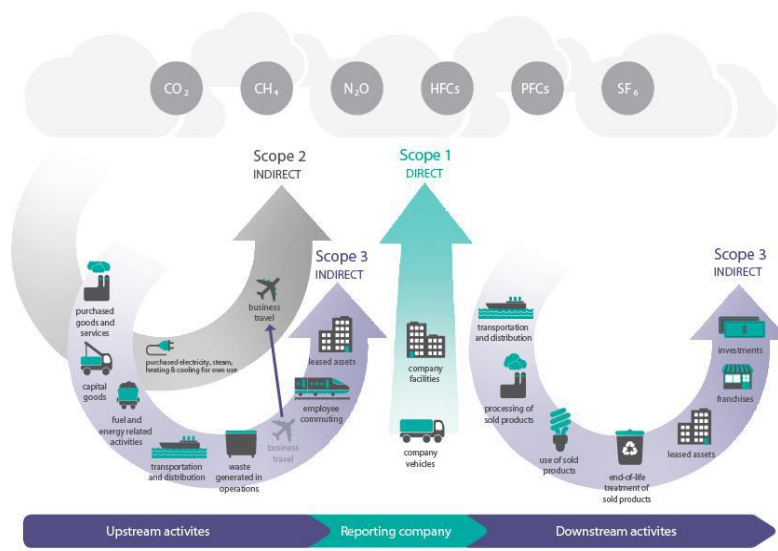 CO₂
CH₄
N₂O
HFCs
PFCs
SF₆
Scope 2
INDIRECT
Scope 1
DIRECT
Scope 3
INDIRECT
Scope 3
INDIRECT
purchased
goods and
services
capital
goods
fuel and
energy related
activities
purchased electricity, steam,
heating & cooling for own use
transportation
and distribution
waste
generated in
operations
business
travel
business
travel
employee
commuting
leased assets
company
facilities
company
vehicles
transportation
and distribution
processing of
sold products
use of sold
products
end-of-life
treatment of
sold products
leased assets
franchises
investments
$
Upstream activites
Reporting company
Downstream activites